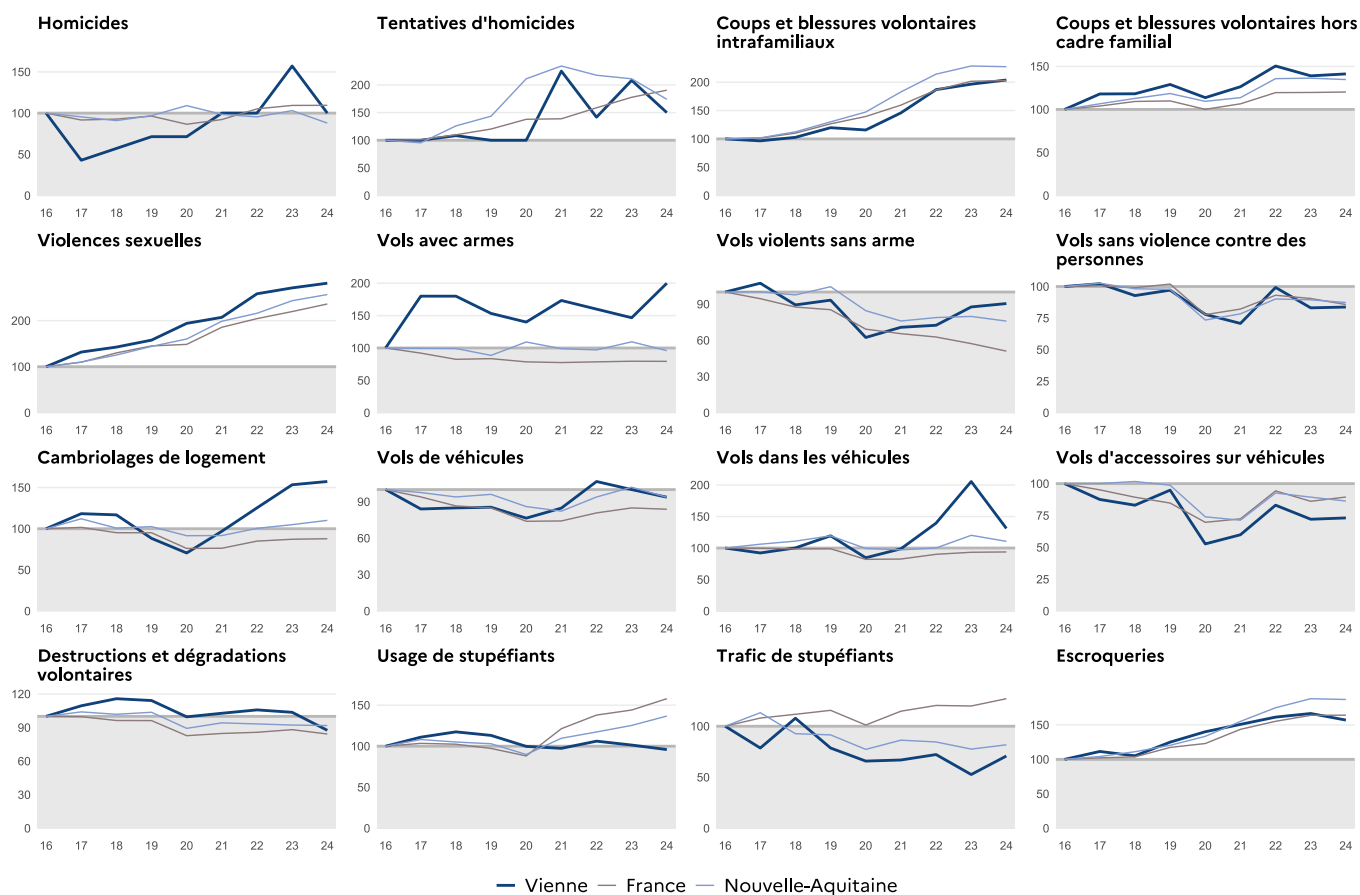 Homicides
Tentatives d'homicides
Coups et blessures volontaires
intrafamiliaux
Coups et blessures volontaires hors
cadre familial
150
100
50
0
16 17 18 19 20 21 22 23 24
200
150
100
50
0
16 17 18 19 20 21 22 23 24
200
150
100
50
0
16 17 18 19 20 21 22 23 24
150
100
50
0
16 17 18 19 20 21 22 23 24
Violences sexuelles
Vols avec armes
Vols violents sans arme
Vols sans violence contre des
personnes
200
100
0
16 17 18 19 20 21 22 23 24
200
150
100
50
0
16 17 18 19 20 21 22 23 24
90
60
30
0
16 17 18 19 20 21 22 23 24
100
75
50
25
0
16 17 18 19 20 21 22 23 24
Cambriolages de logement
Vols de véhicules
Vols dans les véhicules
Vols d'accessoires sur véhicules
150
100
50
0
16 17 18 19 20 21 22 23 24
90
60
30
0
16 17 18 19 20 21 22 23 24
200
150
100
50
0
16 17 18 19 20 21 22 23 24
100
75
50
25
0
16 17 18 19 20 21 22 23 24
Destructions et dégradations
volontaires
Usage de stupéfiants
Trafic de stupéfiants
Escroqueries
120
90
60
30
0
16 17 18 19 20 21 22 23 24
150
100
50
0
16 17 18 19 20 21 22 23 24
100
50
0
16 17 18 19 20 21 22 23 24
150
100
50
0
16 17 18 19 20 21 22 23 24
Vienne France Nouvelle-Aquitaine